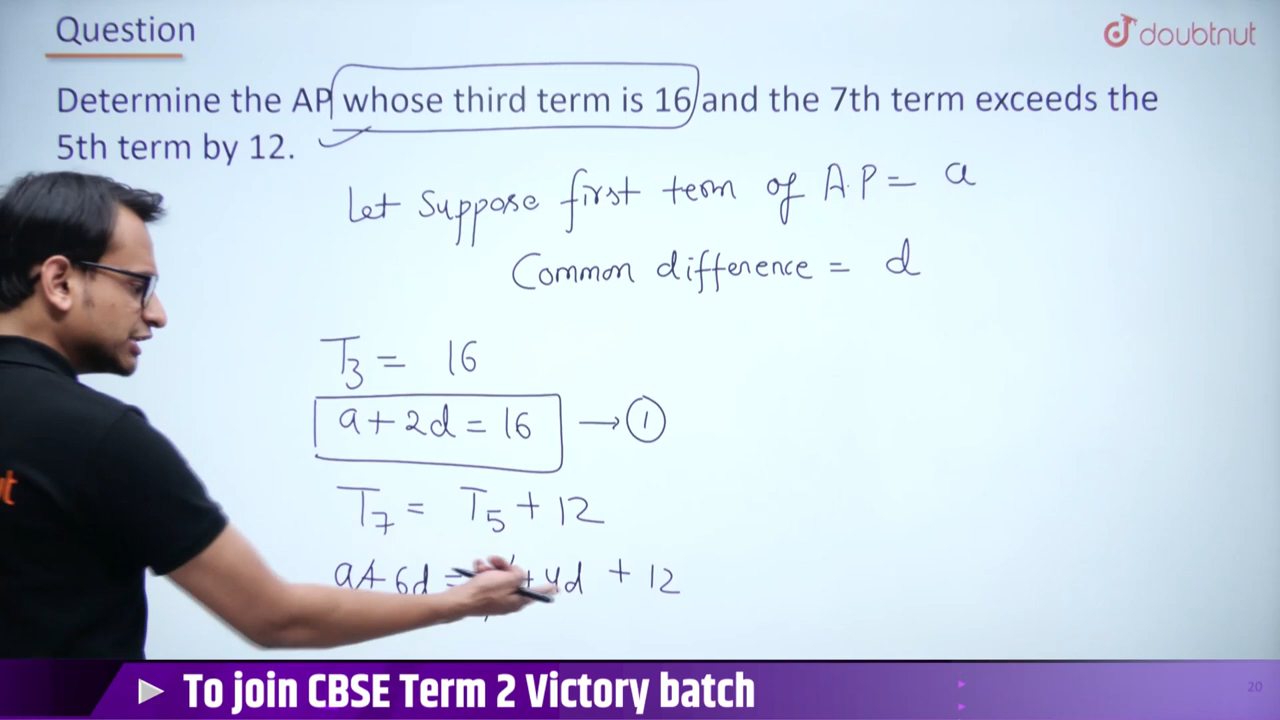 Question
doubtnut
Determine the AP whose third term is 16 and the 7th term exceeds the
5th term by 12.
Let Suppose first term of A.P = a
Common difference = d
T3 = 16
a + 2d = 16 → 1
T7 = T5 + 12
a + 6d = + 4d + 12
To join CBSE Term 2 Victory batch
20